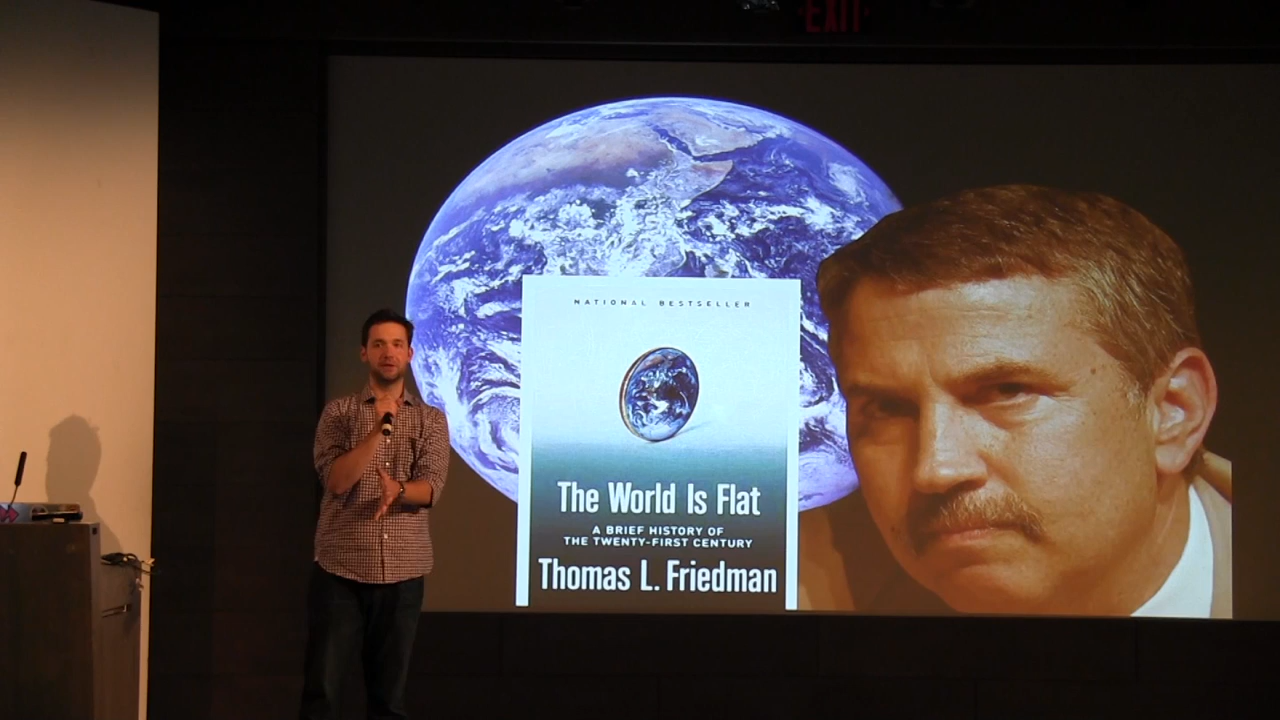 EXIT
NATIONAL BESTSELLER
The World Is Flat
A BRIEF HISTORY OF
THE TWENTY-FIRST CENTURY
Thomas L. Friedman